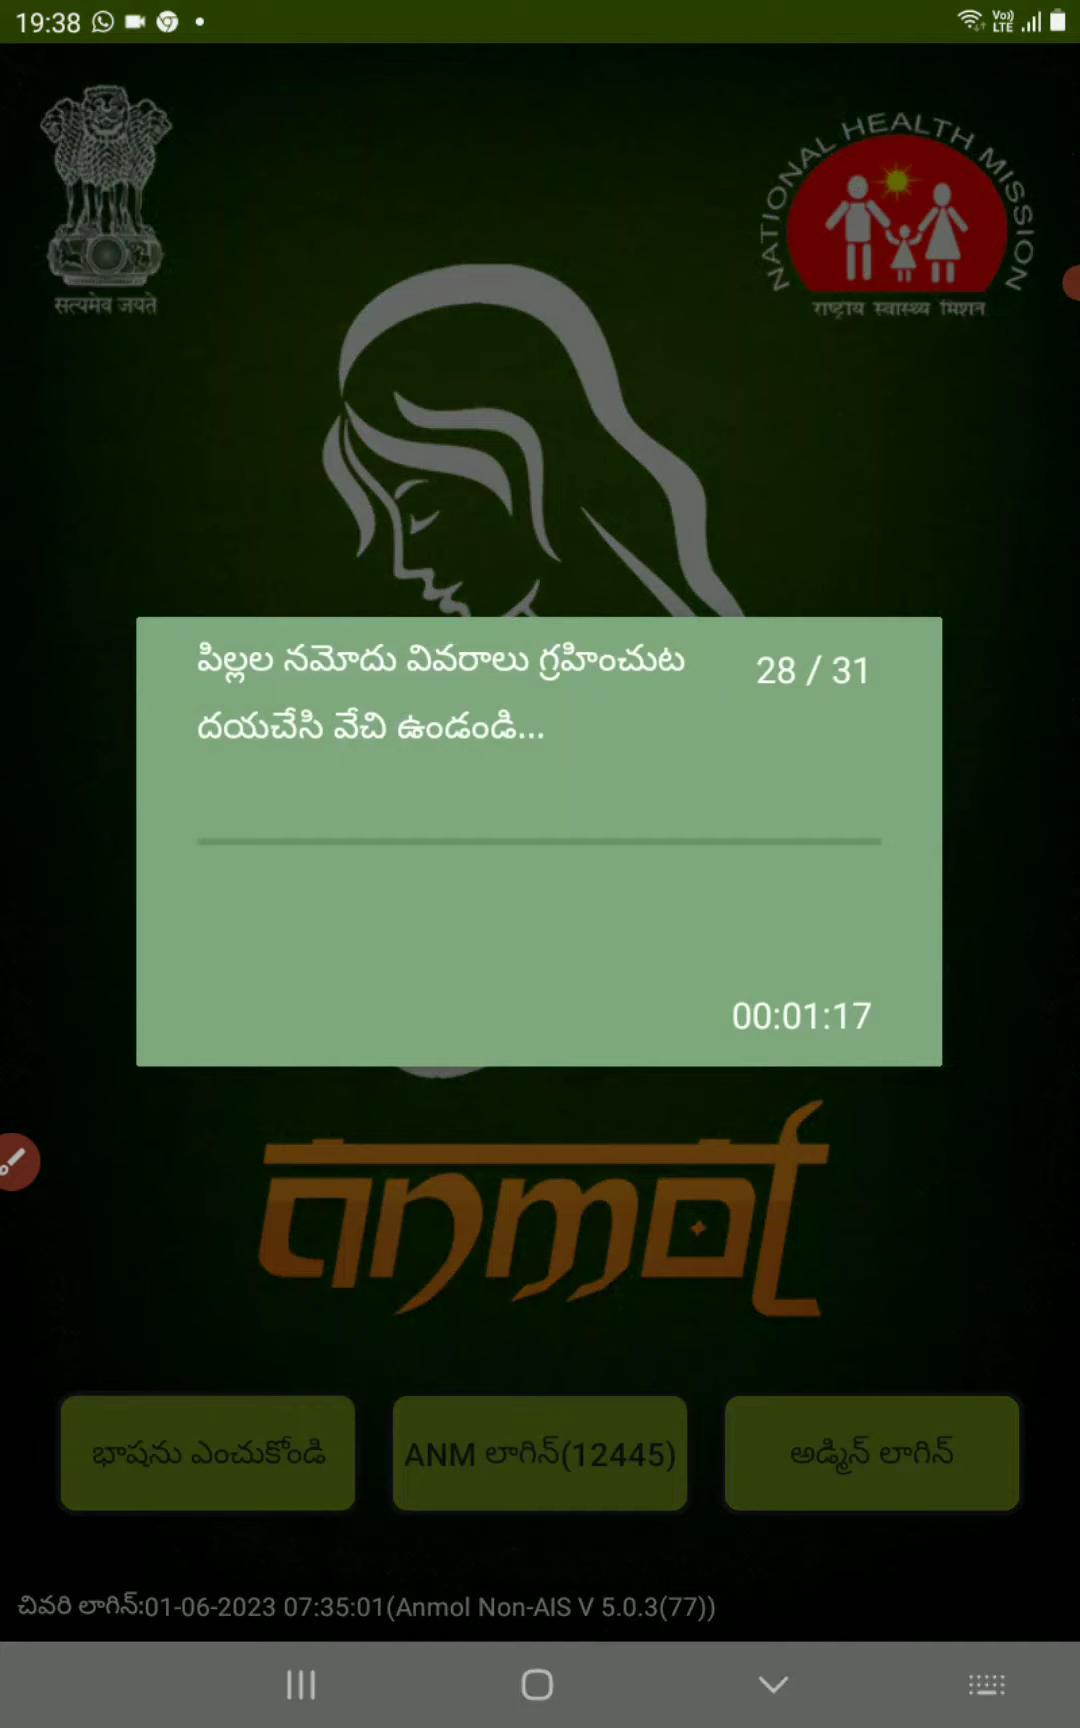 19:38
Vo))
LTE
सत्यमेव जयते
NATIONAL HEALTH MISSION
राष्ट्रीय स्वास्थ्य मिशन
పిల్లల నమోదు వివరాలు గ్రహించుట
28 / 31
దయచేసి వేచి ఉండండి...
00:01:17
anmol
భాషను ఎంచుకోండి
ANM లాగిన్(12445)
అడ్మిన్ లాగిన్
చివరి లాగిన్:01-06-2023 07:35:01(Anmol Non-AIS V 5.0.3(77))